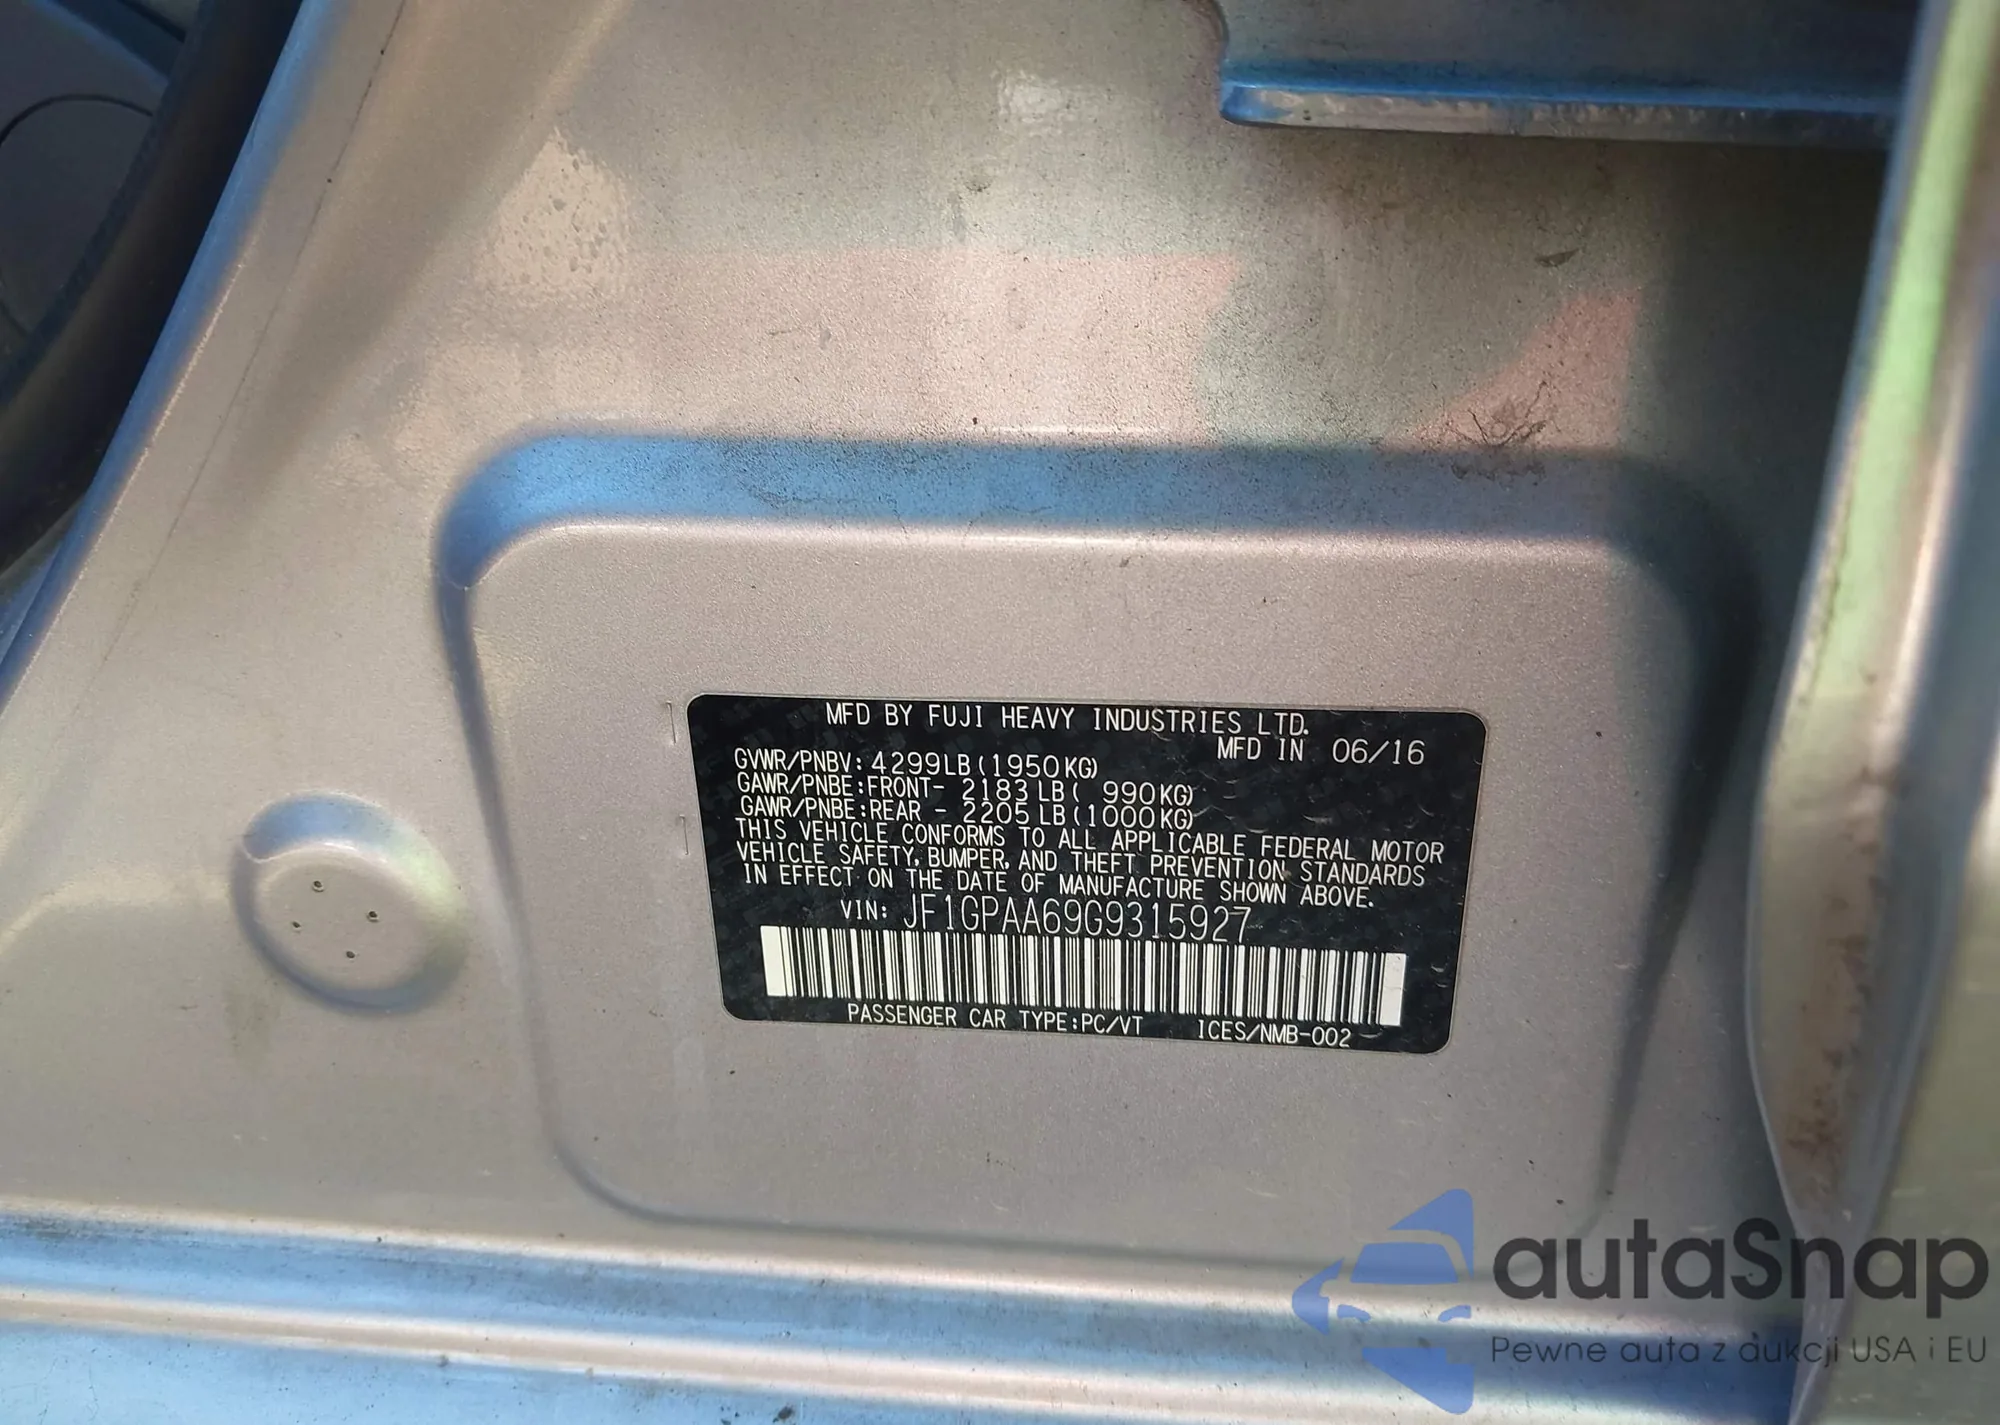 MFD BY FUJI HEAVY INDUSTRIES LTD.
MFD IN 06/16
GVWR/PNBV: 4299LB(1950KG)
GAWR/PNBE:FRONT- 2183LB( 990KG)
GAWR/PNBE:REAR - 2205LB(1000KG)
THIS VEHICLE CONFORMS TO ALL APPLICABLE FEDERAL MOTOR
VEHICLE SAFETY, BUMPER, AND THEFT PREVENTION STANDARDS
IN EFFECT ON THE DATE OF MANUFACTURE SHOWN ABOVE.
VIN: JF1GPAA69G9315927
PASSENGER CAR TYPE:PC/VT ICES/NMB-002
autaSnap
Pewne auta z aukcji USA i EU